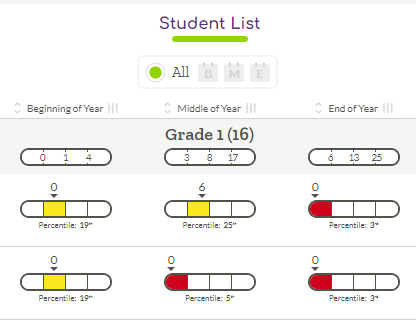 Student List
All B M E
Beginning of Year Middle of Year End of Year
Grade 1 (16)
0 1 4 3 8 17 6 13 25
0 6 0
Percentile: 19th Percentile: 25th Percentile: 3rd
0 0 0
Percentile: 19th Percentile: 5th Percentile: 3rd